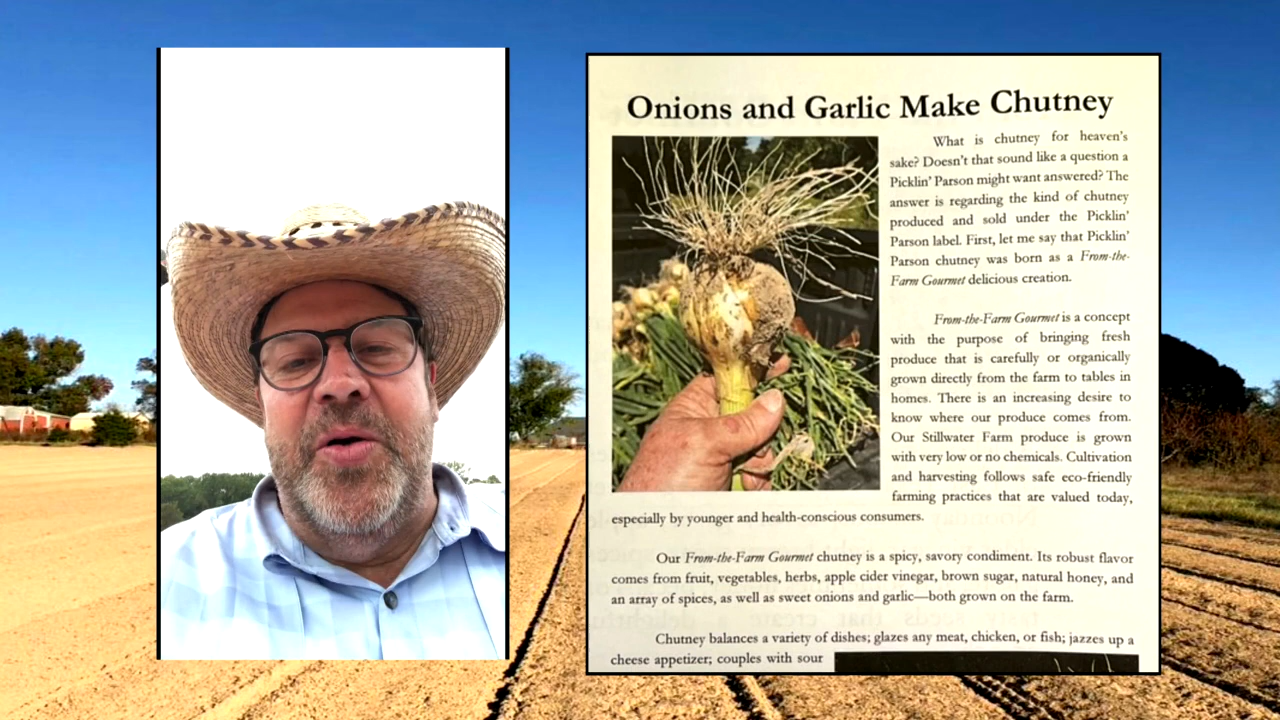 Onions and Garlic Make Chutney
What is chutney for heaven's
sake? Doesn't that sound like a question a
Picklin' Parson might want answered? The
answer is regarding the kind of chutney
produced and sold under the Picklin'
Parson label. First, let me say that Picklin'
Parson chutney was born as a From-the-
Farm Gourmet delicious creation.
From-the-Farm Gourmet is a concept
with the purpose of bringing fresh
produce that is carefully or organically
grown directly from the farm to tables in
homes. There is an increasing desire to
know where our produce comes from.
Our Stillwater Farm produce is grown
with very low or no chemicals. Cultivation
and harvesting follows safe eco-friendly
farming practices that are valued today,
especially by younger and health-conscious consumers.
Our From-the-Farm Gourmet chutney is a spicy, savory condiment. Its robust flavor
comes from fruit, vegetables, herbs, apple cider vinegar, brown sugar, natural honey, and
an array of spices, as well as sweet onions and garlic—both grown on the farm.
Chutney balances a variety of dishes; glazes any meat, chicken, or fish; jazzes up a
cheese appetizer; couples with sour